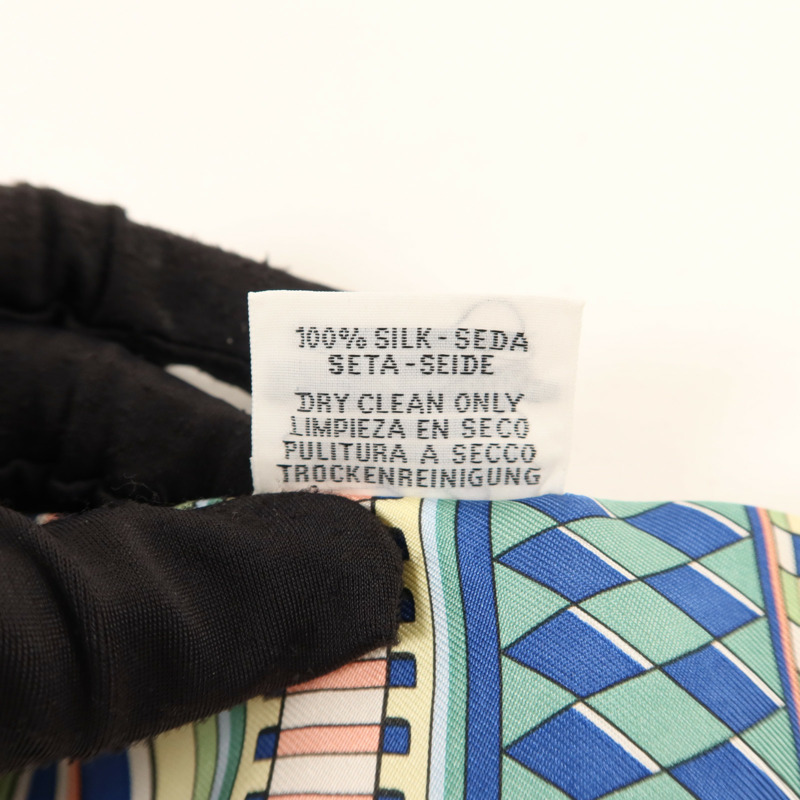 100% SILK-SEDA
SETA-SEIDE
DRY CLEAN ONLY
LIMPIEZA EN SECO
PULITURA A SECCO
TROCKENREINIGUNG